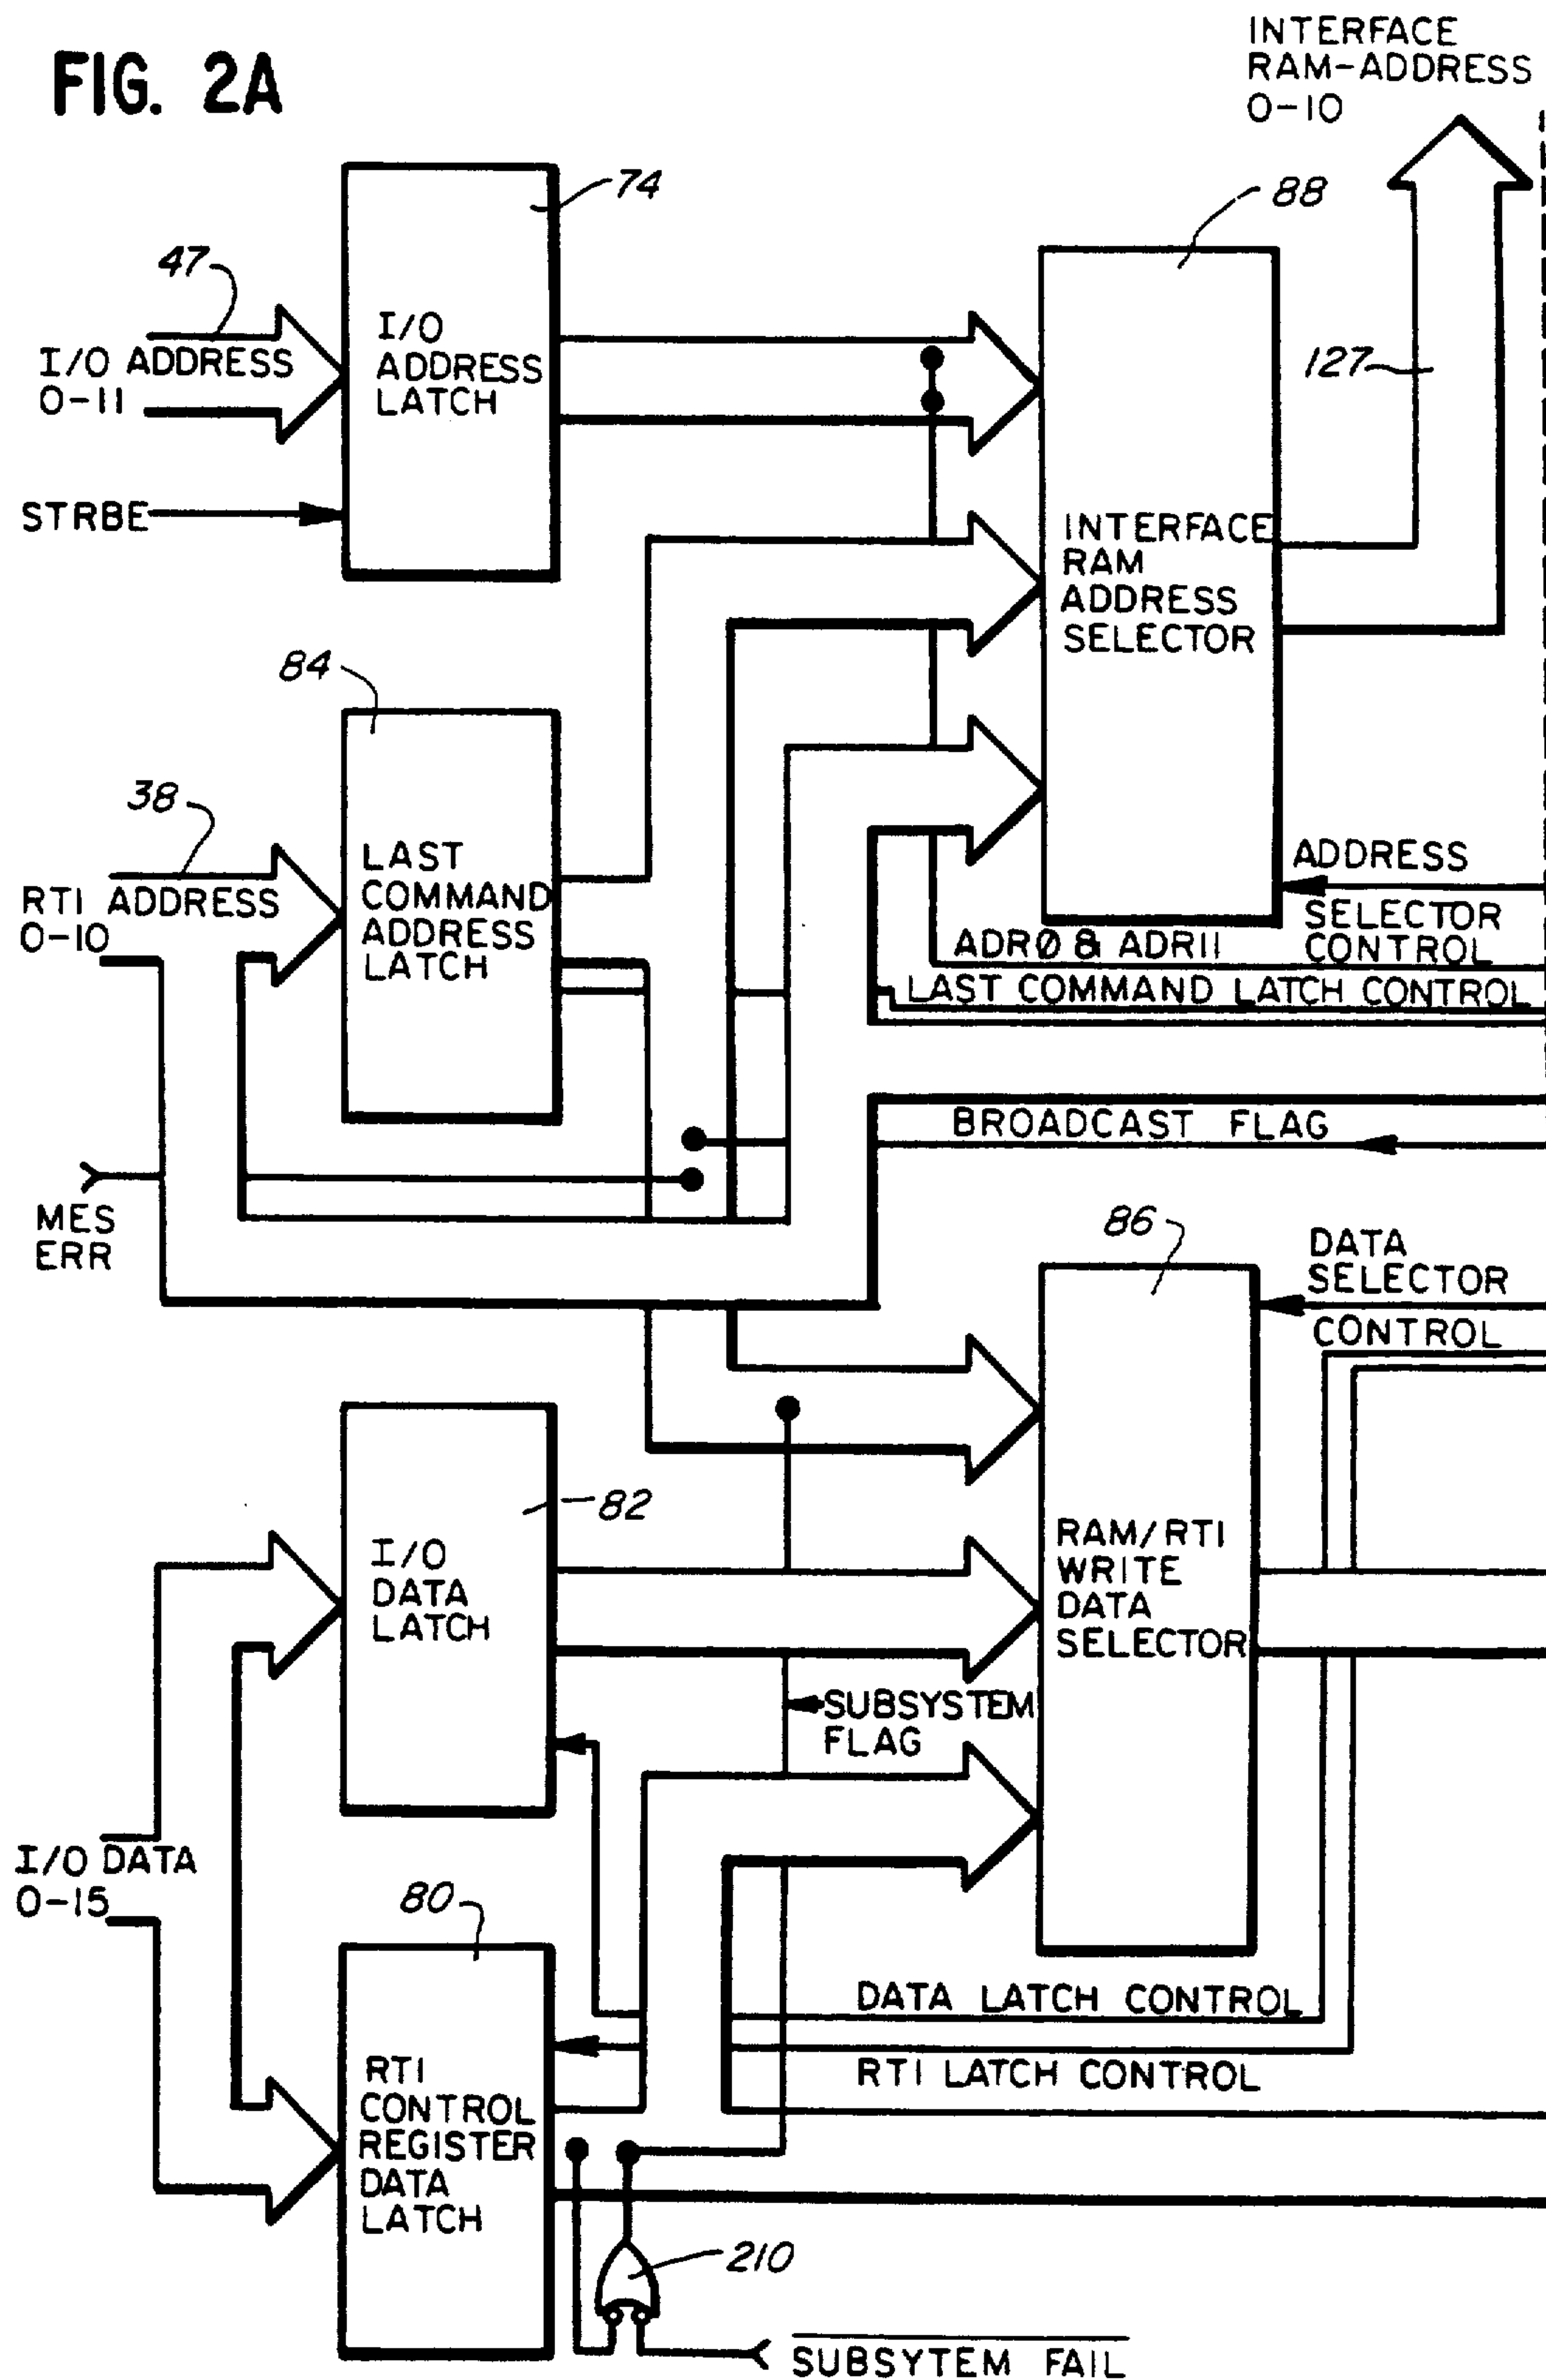 FIG. 2A
INTERFACE
RAM-ADDRESS
0-10
74
88
47
I/O ADDRESS
0-11
I/O
ADDRESS
LATCH
127
STRBE
INTERFACE
RAM
ADDRESS
SELECTOR
84
38
RTI ADDRESS
0-10
LAST
COMMAND
ADDRESS
LATCH
ADDRESS
SELECTOR
CONTROL
ADRØ & ADR11
LAST COMMAND LATCH CONTROL
BROADCAST FLAG
MES
ERR
86
DATA
SELECTOR
CONTROL
82
I/O
DATA
LATCH
RAM/RTI
WRITE
DATA
SELECTOR
SUBSYSTEM
FLAG
I/O DATA
0-15
80
DATA LATCH CONTROL
RTI LATCH CONTROL
RTI
CONTROL
REGISTER
DATA
LATCH
210
SUBSYTEM FAIL